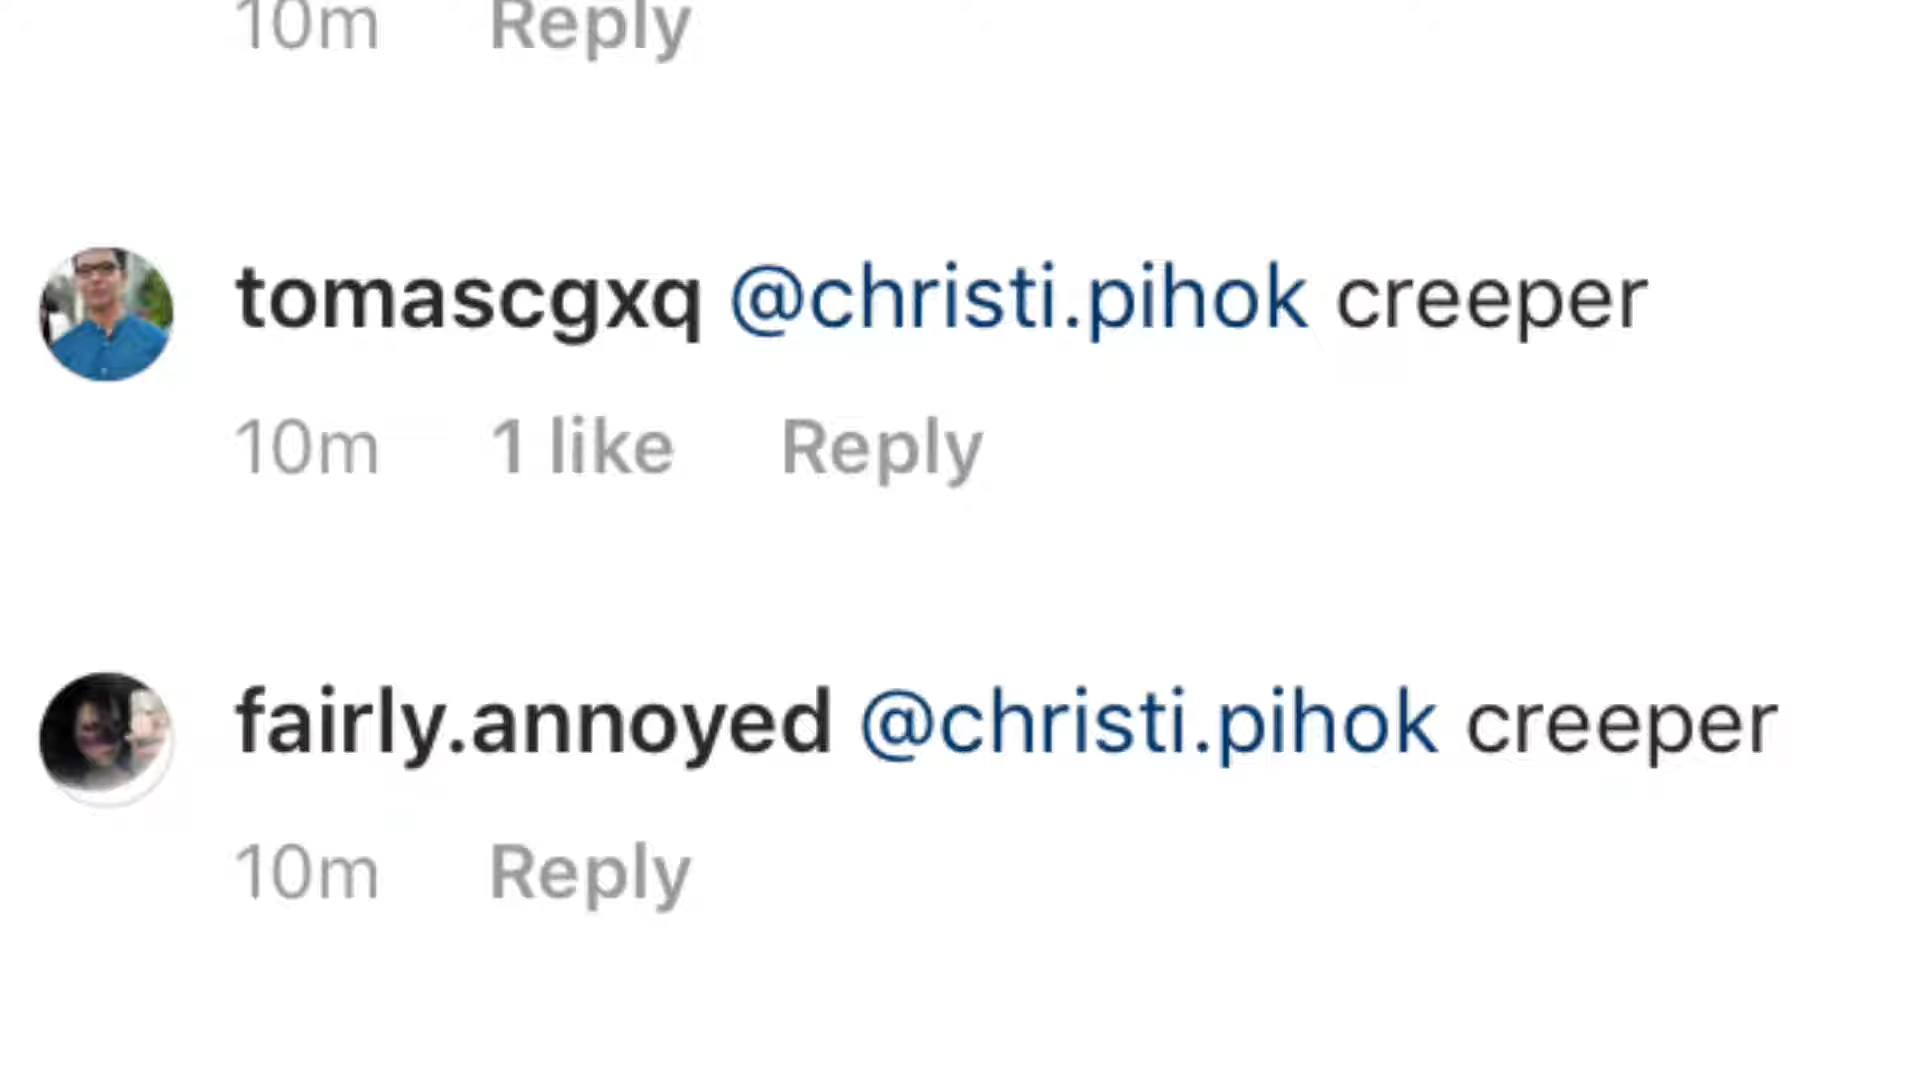 10m Reply
tomascgxq @christi.pihok creeper
10m 1 like Reply
fairly.annoyed @christi.pihok creeper
10m Reply